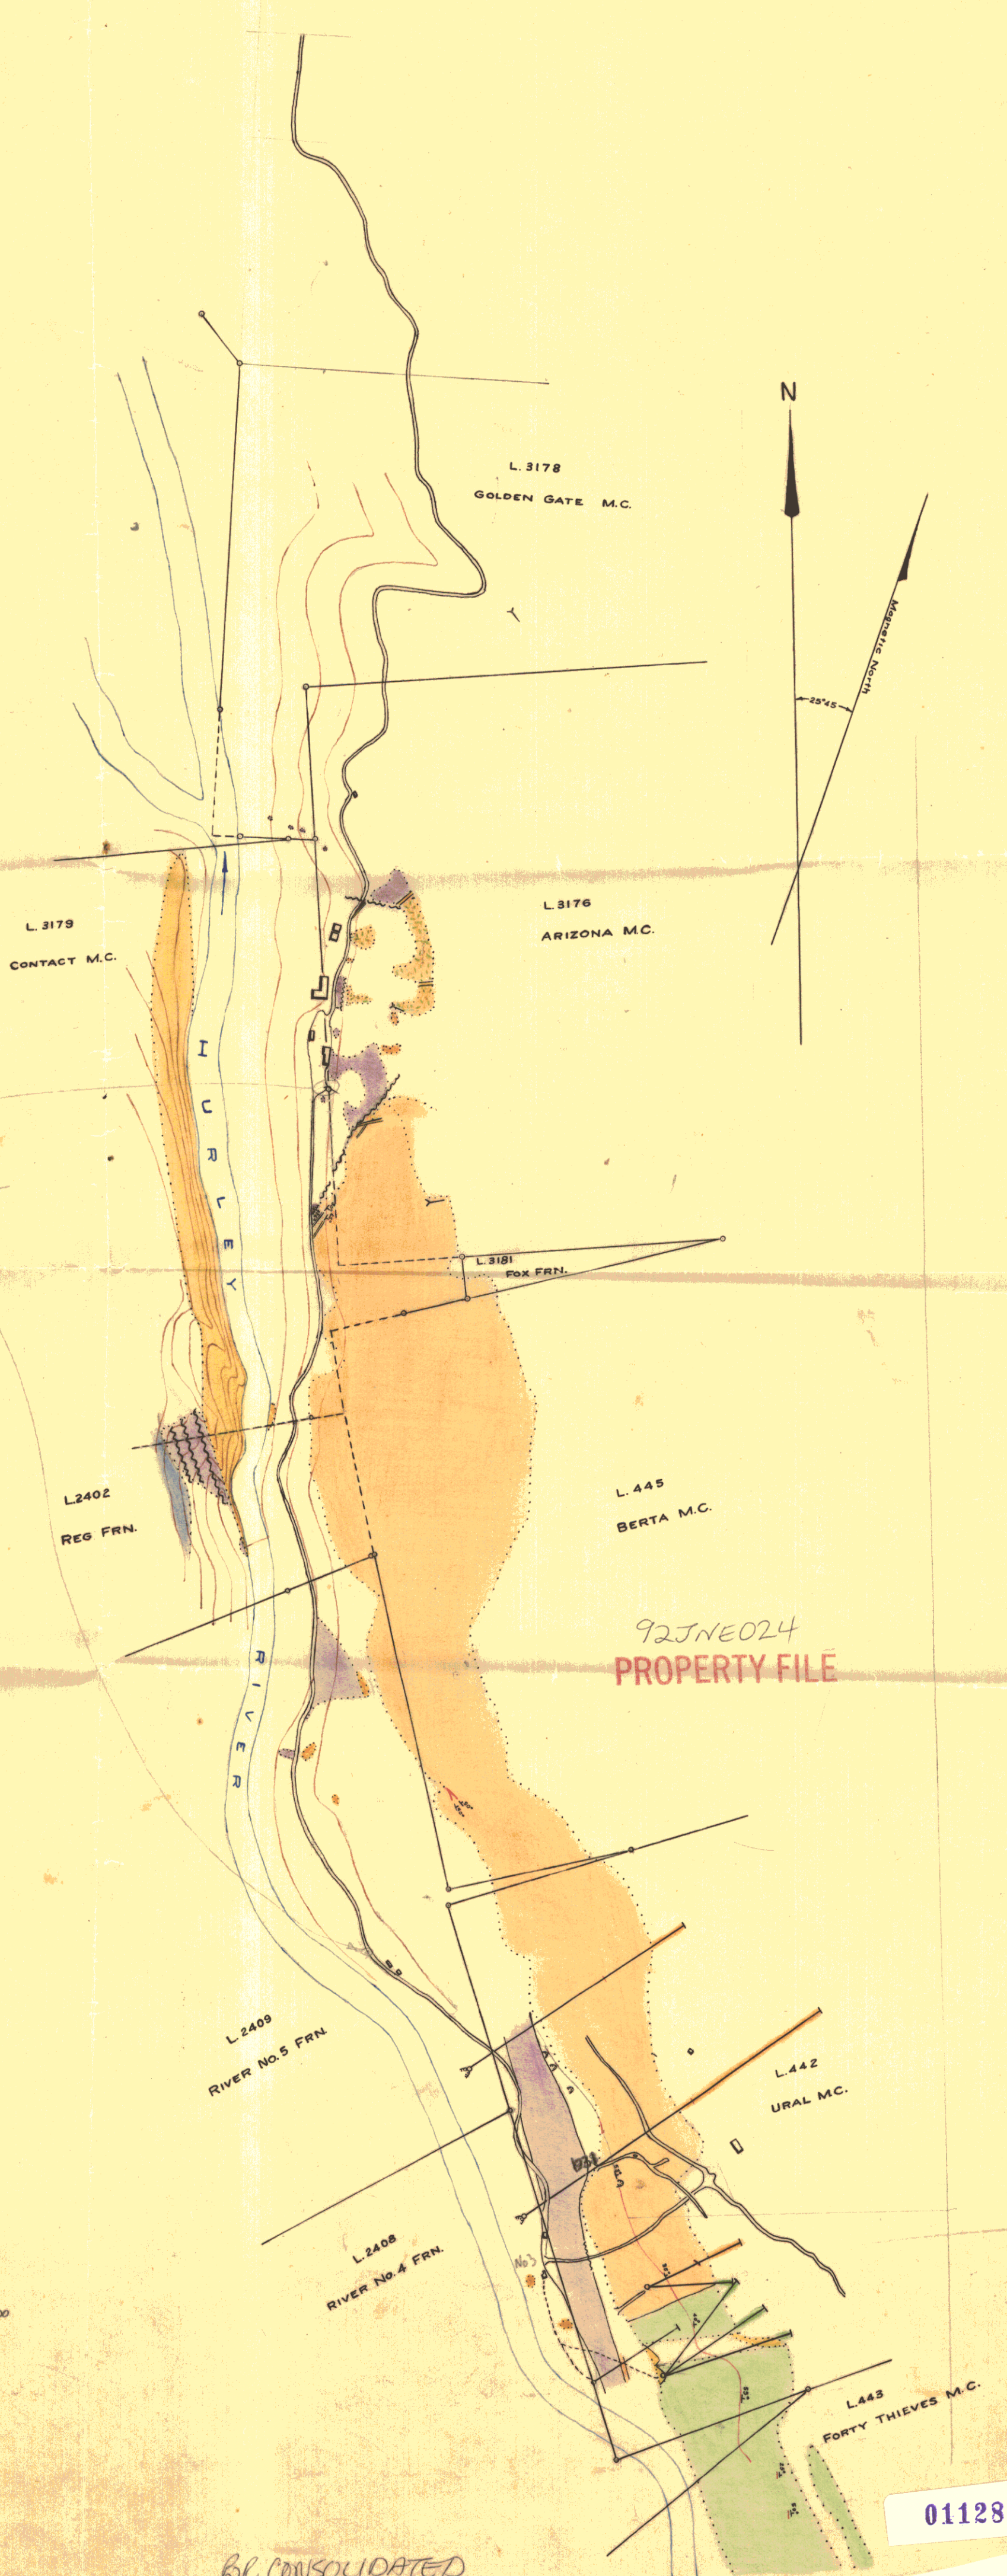 N
L. 3178
GOLDEN GATE M.C.
Magnetic North
25°45
L. 3179
CONTACT M.C.
L. 3176
ARIZONA M.C.
HURLEY
L. 3181
FOX FRN.
L. 2402
REG FRN.
L. 445
BERTA M.C.
92JNE024
PROPERTY FILE
RIVER
L. 2409
RIVER No. 5 FRN.
L. 442
URAL M.C.
L. 2408
RIVER No. 4 FRN.
No3
L. 443
FORTY THIEVES M.C.
01128
B.R. CONSOLIDATED